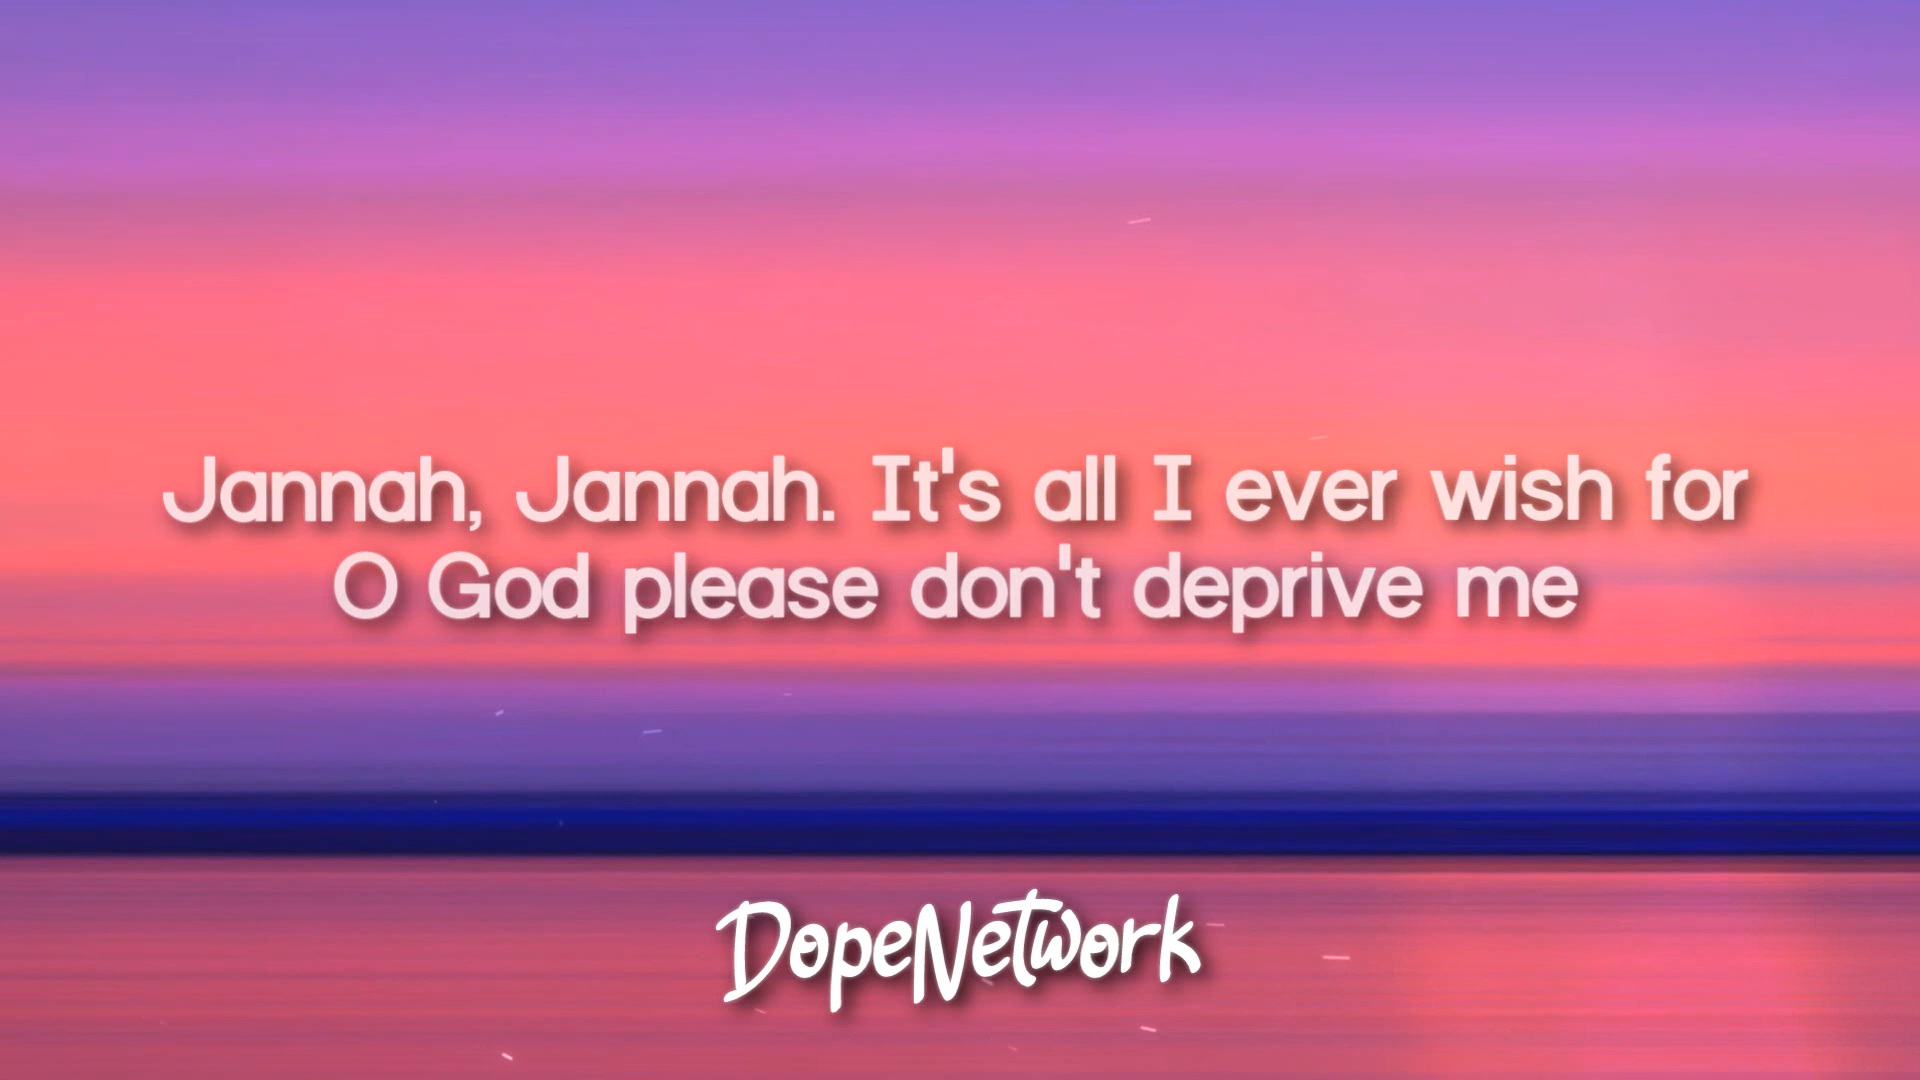 Jannah, Jannah. It's all I ever wish for
O God please don't deprive me
DopeNetwork